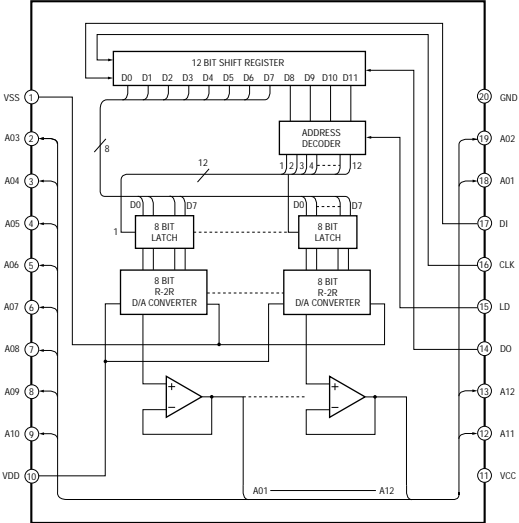 12 BIT SHIFT REGISTER
D0 D1 D2 D3 D4 D5 D6 D7 D8 D9 D10 D11
VSS 1
20 GND
A03 2
19 A02
ADDRESS
DECODER
8
12
1 2 3 4 12
A04 3
18 A01
D0 D7
D0 D7
A05 4
17 DI
1
8 BIT
LATCH
8 BIT
LATCH
A06 5
16 CLK
8 BIT
R-2R
D/A CONVERTER
8 BIT
R-2R
D/A CONVERTER
A07 6
15 LD
A08 7
14 DO
+
−
+
−
A09 8
13 A12
A10 9
12 A11
VDD 10
11 VCC
A01 A12